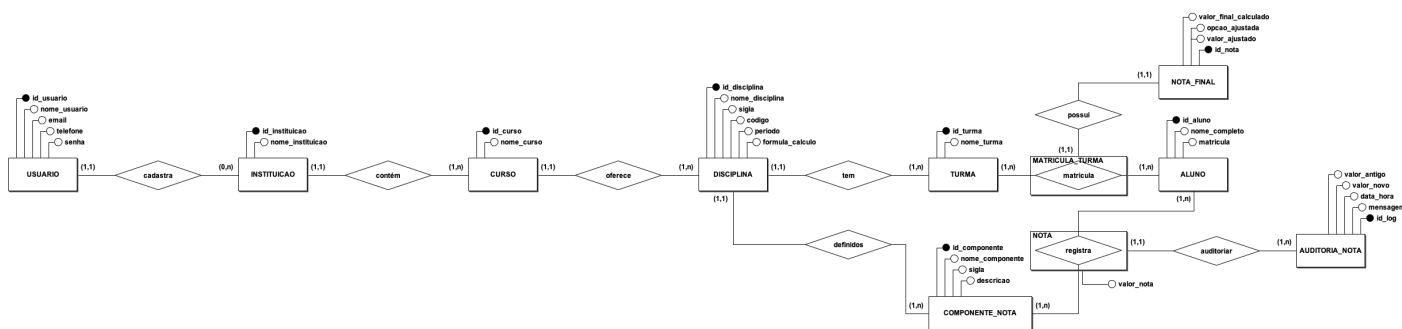 valor_final_calculado
opcao_ajustada
valor_ajustado
id_nota
(1,1)
NOTA_FINAL
possui
(1,1)
id_usuario
nome_usuario
email
telefone
senha
USUARIO
(1,1)
cadastra
(0,n)
id_instituicao
nome_instituicao
INSTITUICAO
(1,1)
contém
(1,n)
id_curso
nome_curso
CURSO
(1,1)
oferece
(1,n)
id_disciplina
nome_disciplina
sigla
codigo
periodo
formula_calculo
DISCIPLINA
(1,1)
(1,1)
tem
(1,n)
id_turma
nome_turma
TURMA
(1,n)
MATRICULA_TURMA
matricula
(1,n)
id_aluno
nome_completo
matricula
ALUNO
(1,n)
valor_antigo
valor_novo
data_hora
mensagem
id_log
AUDITORIA_NOTA
(1,n)
auditoriar
(1,1)
NOTA
registra
valor_nota
definidos
(1,n)
id_componente
nome_componente
sigla
descricao
COMPONENTE_NOTA
(1,n)